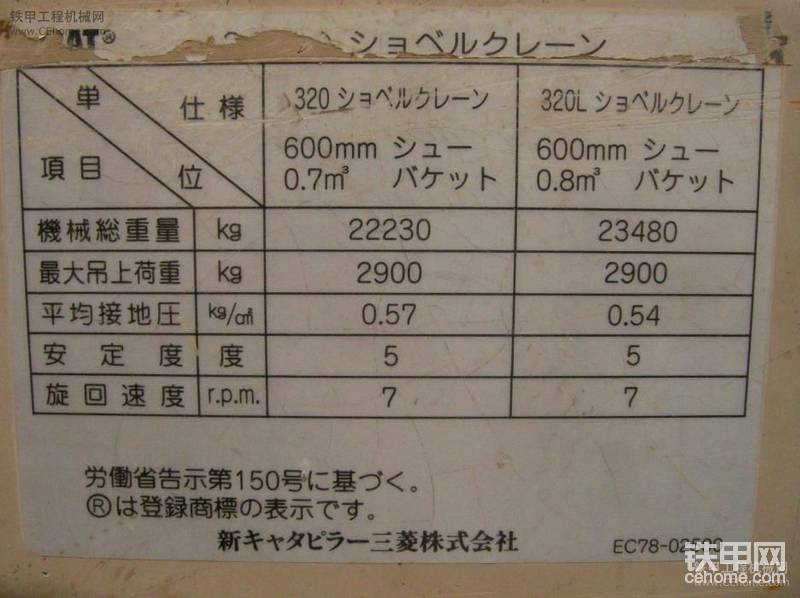 铁甲工程机械网
www.CEhome.com
AT® ショベルクレーン
単 仕様 320 ショベルクレーン 320L ショベルクレーン
600mm シュー 600mm シュー
項目 位 0.7m³ バケット 0.8m³ バケット
機械総重量 kg 22230 23480
最大吊上荷重 kg 2900 2900
平均接地圧 kg/c㎡ 0.57 0.54
安定度 度 5 5
旋回速度 r.p.m. 7 7
労働省告示第150号に基づく。
Ⓡは登録商標の表示です。
新キャタピラー三菱株式会社
铁甲网
cehome.com